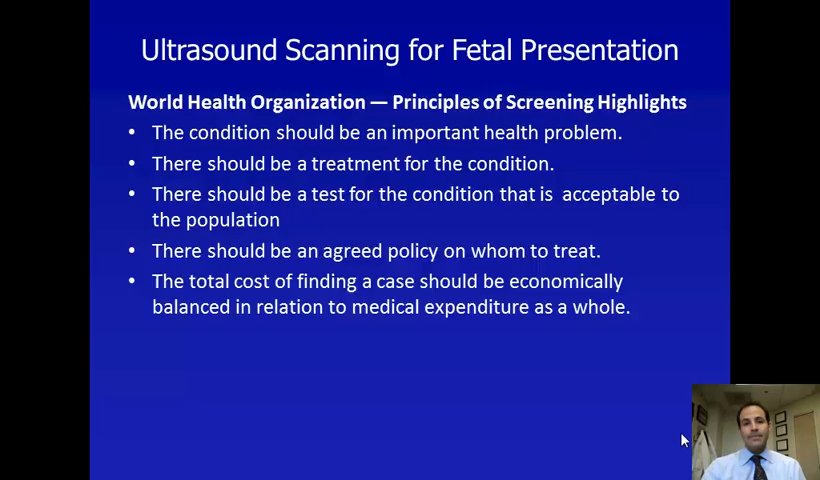 Ultrasound Scanning for Fetal Presentation
World Health Organization — Principles of Screening Highlights
• The condition should be an important health problem.
• There should be a treatment for the condition.
• There should be a test for the condition that is acceptable to
the population
• There should be an agreed policy on whom to treat.
• The total cost of finding a case should be economically
balanced in relation to medical expenditure as a whole.